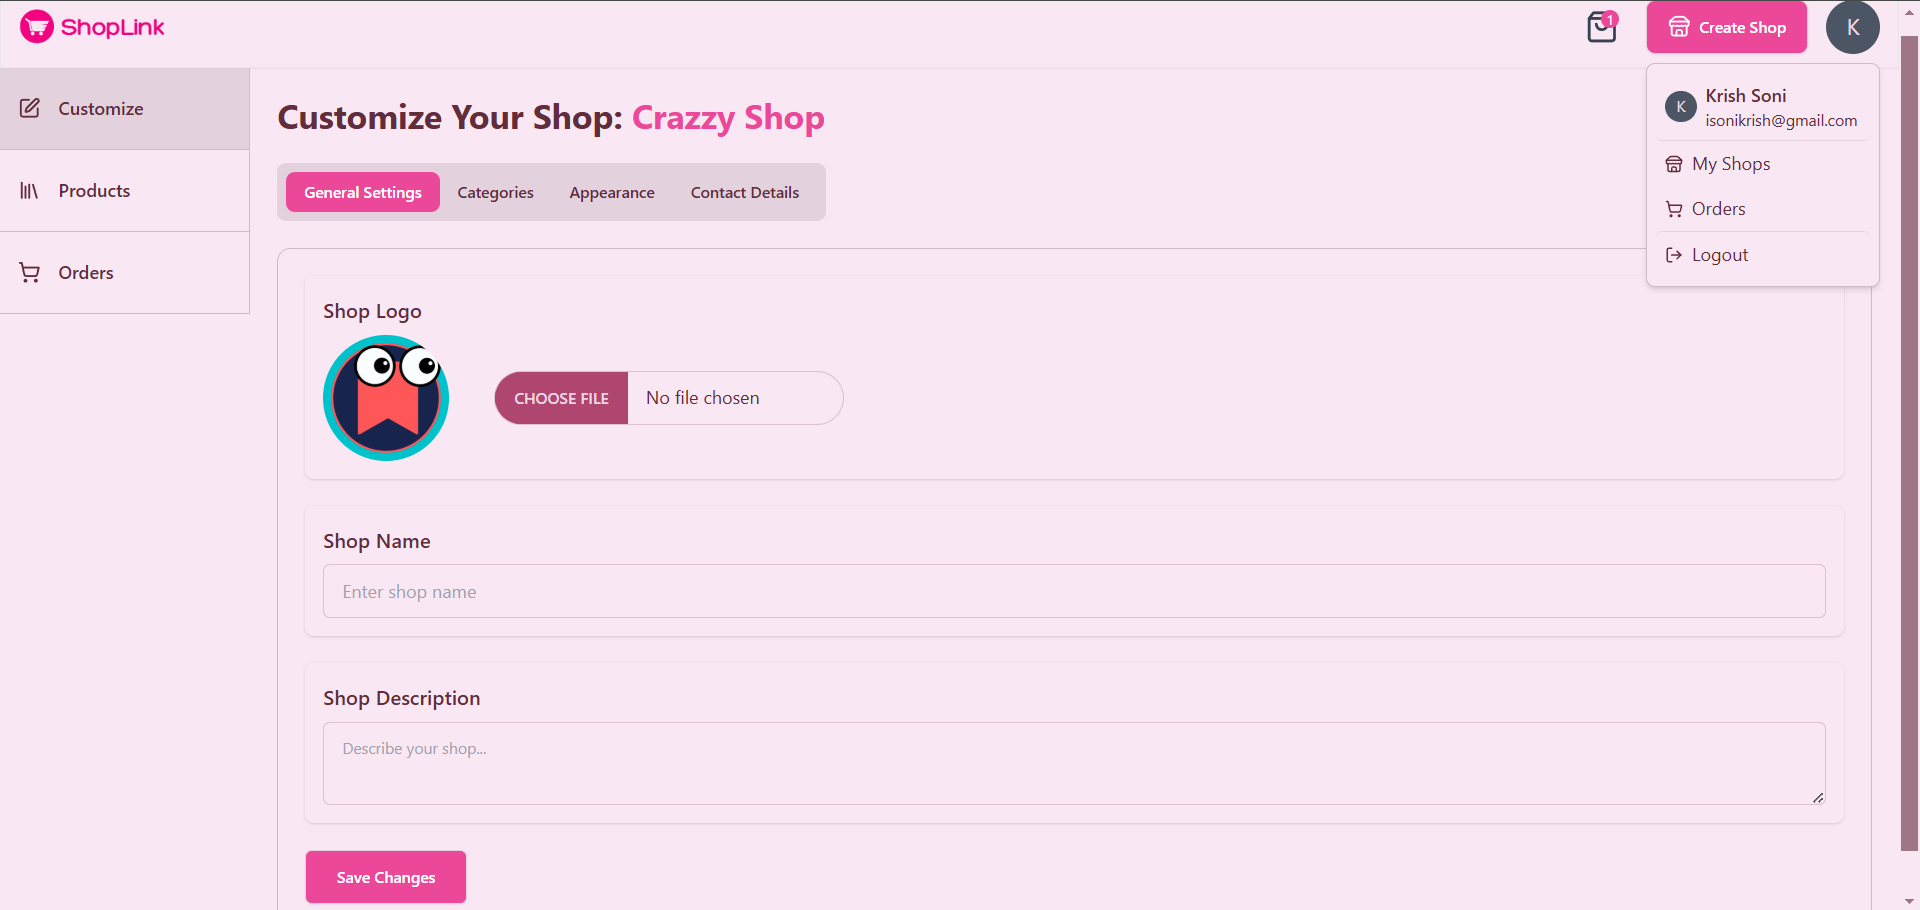 ShopLink
1
Create Shop
K
K
Krish Soni
isonikrish@gmail.com
My Shops
Orders
Logout
Customize
Products
Orders
Customize Your Shop: Crazzy Shop
General Settings
Categories
Appearance
Contact Details
Shop Logo
CHOOSE FILE
No file chosen
Shop Name
Enter shop name
Shop Description
Describe your shop...
Save Changes